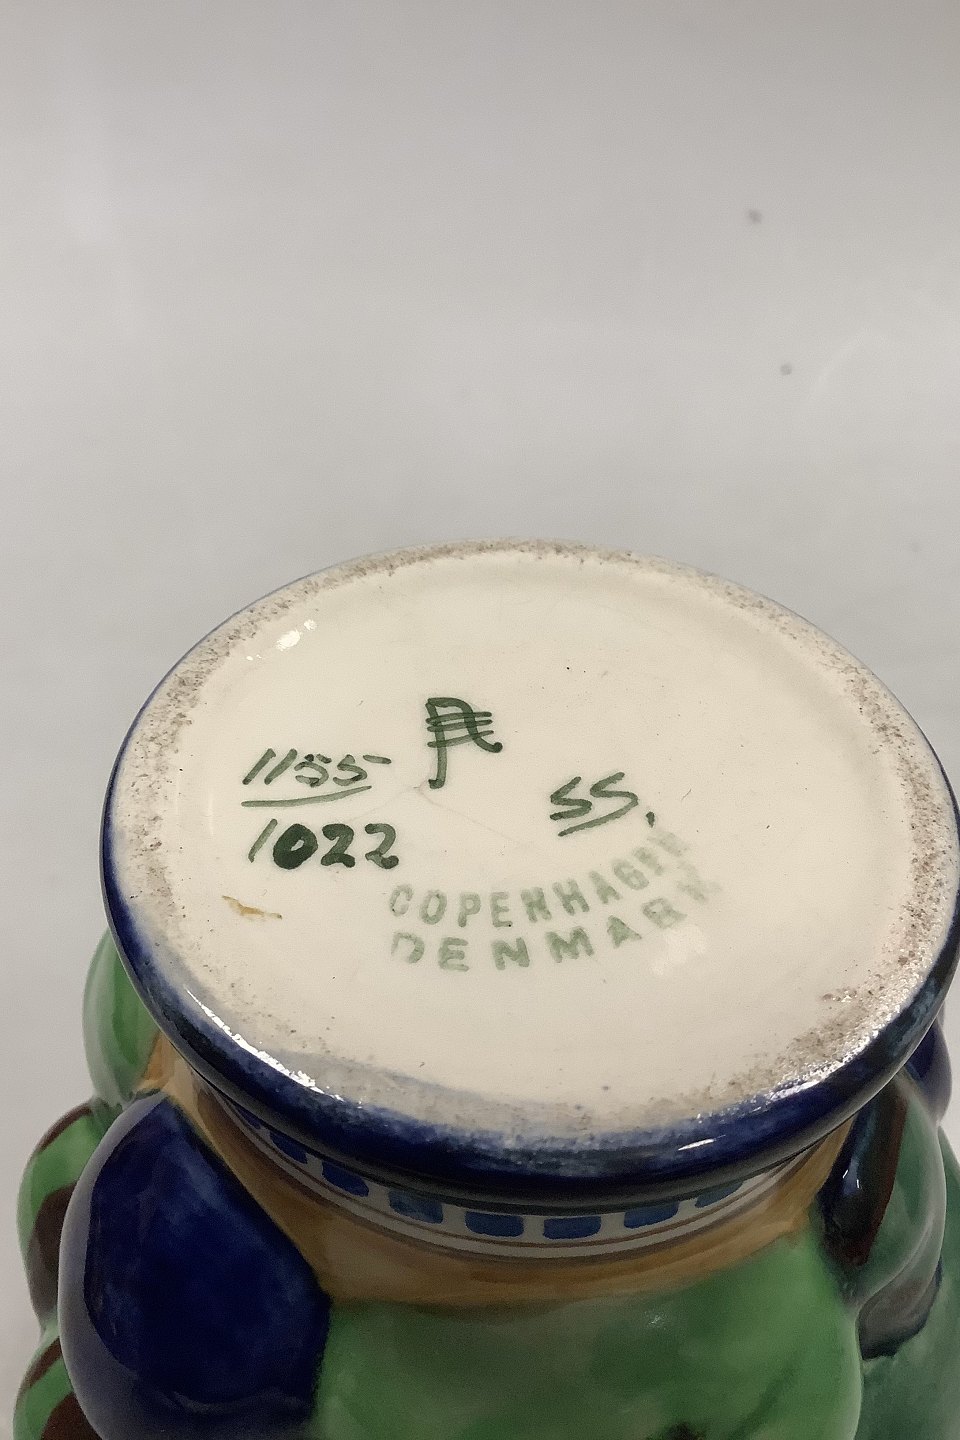 1155
1022
SS.
COPENHAGEN
DENMARK